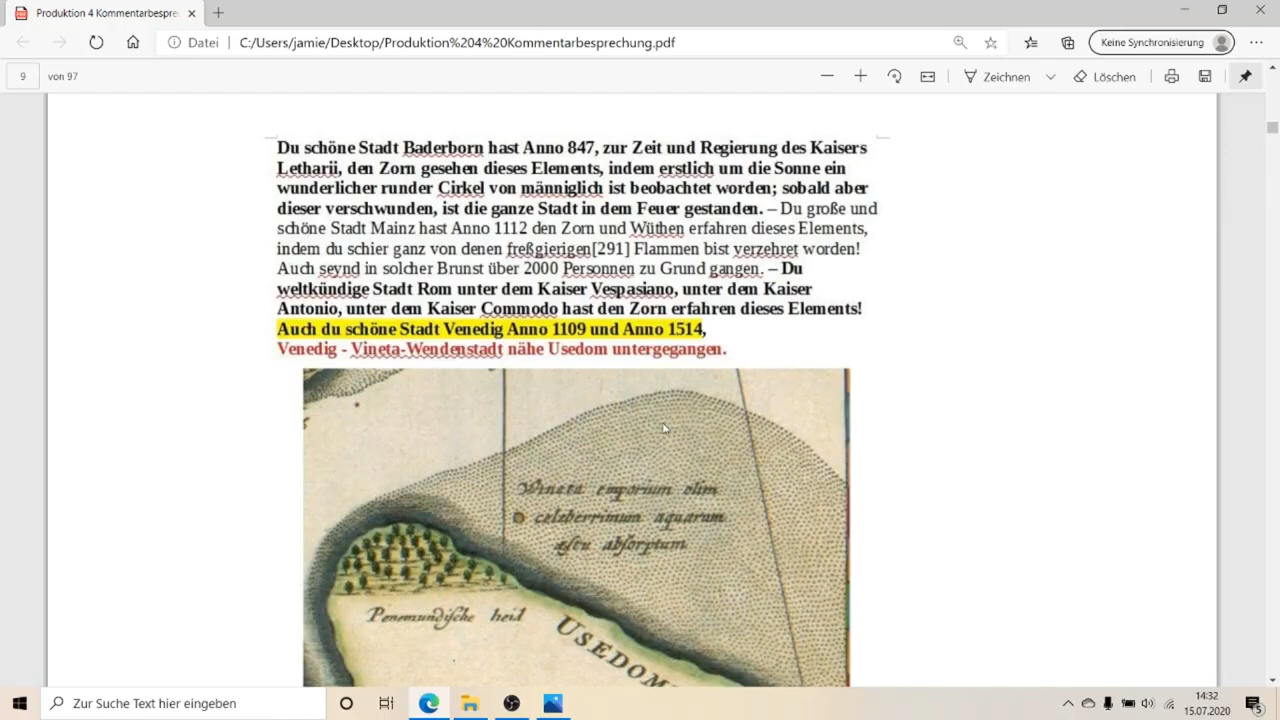 Produktion 4 Kommentarbespre
Datei
C:/Users/jamie/Desktop/Produktion%204%20Kommentarbesprechung.pdf
Keine Synchronisierung
9 von 97
Zeichnen
Löschen
Du schöne Stadt Baderborn hast Anno 847, zur Zeit und Regierung des Kaisers
Letharii, den Zorn gesehen dieses Elements, indem erstlich um die Sonne ein
wunderlicher runder Cirkel von männiglich ist beobachtet worden; sobald aber
dieser verschwunden, ist die ganze Stadt in dem Feuer gestanden. – Du große und
schöne Stadt Mainz hast Anno 1112 den Zorn und Wüthen erfahren dieses Elements,
indem du schier ganz von denen freßgierigen[291] Flammen bist verzehret worden!
Auch seynd in solcher Brunst über 2000 Personnen zu Grund gangen. – Du
weltkündige Stadt Rom unter dem Kaiser Vespasiano, unter dem Kaiser
Antonio, unter dem Kaiser Commodo hast den Zorn erfahren dieses Elements!
Auch du schöne Stadt Venedig Anno 1109 und Anno 1514,
Venedig - Vineta-Wendenstadt nähe Usedom untergegangen.
Wineta emporium olim
celeberrimum aquarum
æstu absorptum
Penemundische heid
USEDOM
Zur Suche Text hier eingeben
14:32
15.07.2020
5